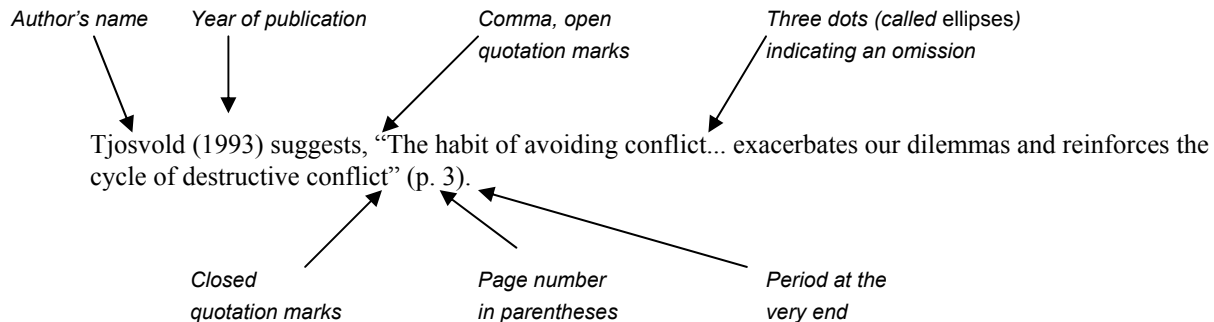 Author’s name Year of publication Comma, open Three dots (called ellipses)
quotation marks indicating an omission
Tjosvold (1993) suggests, “The habit of avoiding conflict... exacerbates our dilemmas and reinforces the
cycle of destructive conflict” (p. 3).
Closed Page number Period at the
quotation marks in parentheses very end